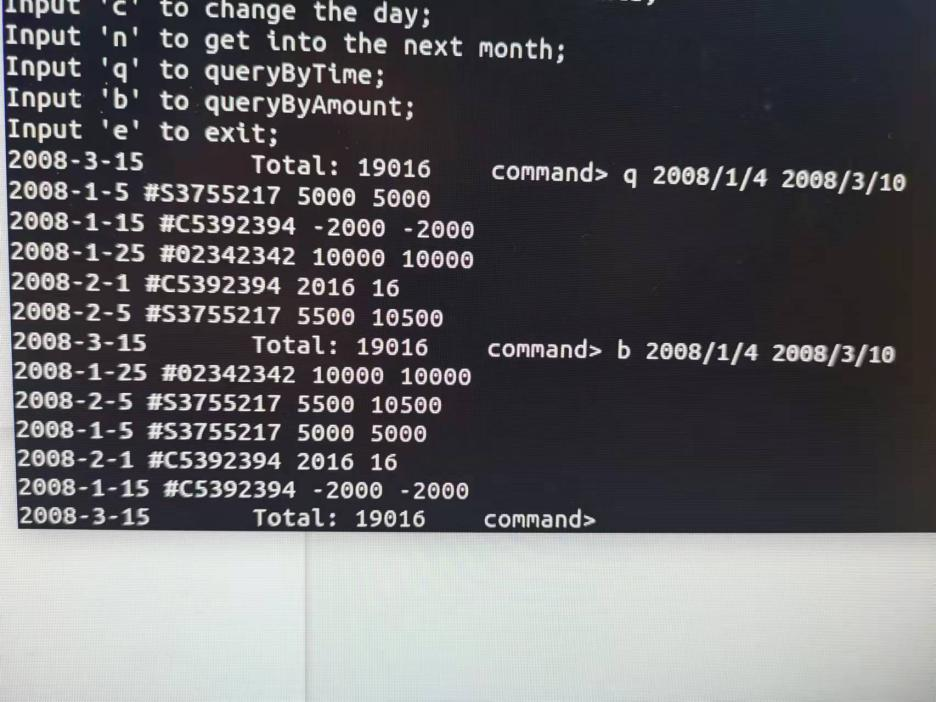 Input 'c' to change the day;
Input 'n' to get into the next month;
Input 'q' to queryByTime;
Input 'b' to queryByAmount;
Input 'e' to exit;
2008-3-15 Total: 19016 command> q 2008/1/4 2008/3/10
2008-1-5 #S3755217 5000 5000
2008-1-15 #C5392394 -2000 -2000
2008-1-25 #02342342 10000 10000
2008-2-1 #C5392394 2016 16
2008-2-5 #S3755217 5500 10500
2008-3-15 Total: 19016 command> b 2008/1/4 2008/3/10
2008-1-25 #02342342 10000 10000
2008-2-5 #S3755217 5500 10500
2008-1-5 #S3755217 5000 5000
2008-2-1 #C5392394 2016 16
2008-1-15 #C5392394 -2000 -2000
2008-3-15 Total: 19016 command>